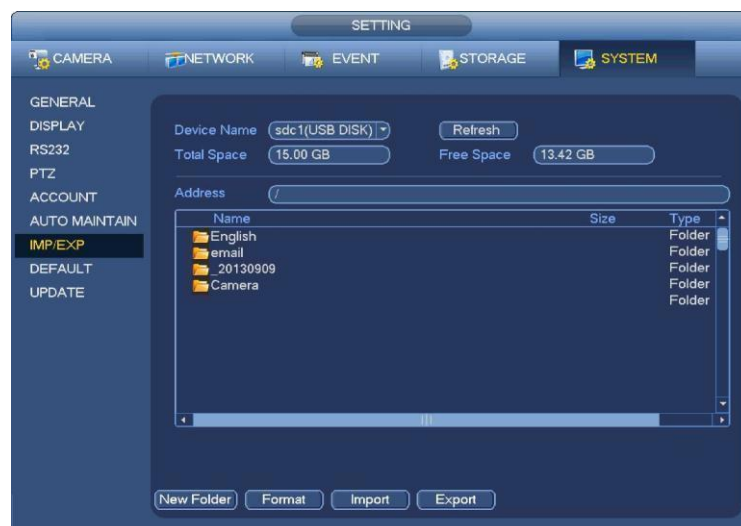 SETTING
CAMERA NETWORK EVENT STORAGE SYSTEM
GENERAL
DISPLAY
RS232
PTZ
ACCOUNT
AUTO MAINTAIN
IMP/EXP
DEFAULT
UPDATE
Device Name sdc1(USB DISK) Refresh
Total Space 15.00 GB Free Space 13.42 GB
Address /
Name Size Type
English Folder
email Folder
_20130909 Folder
Camera Folder
Folder
New Folder Format Import Export